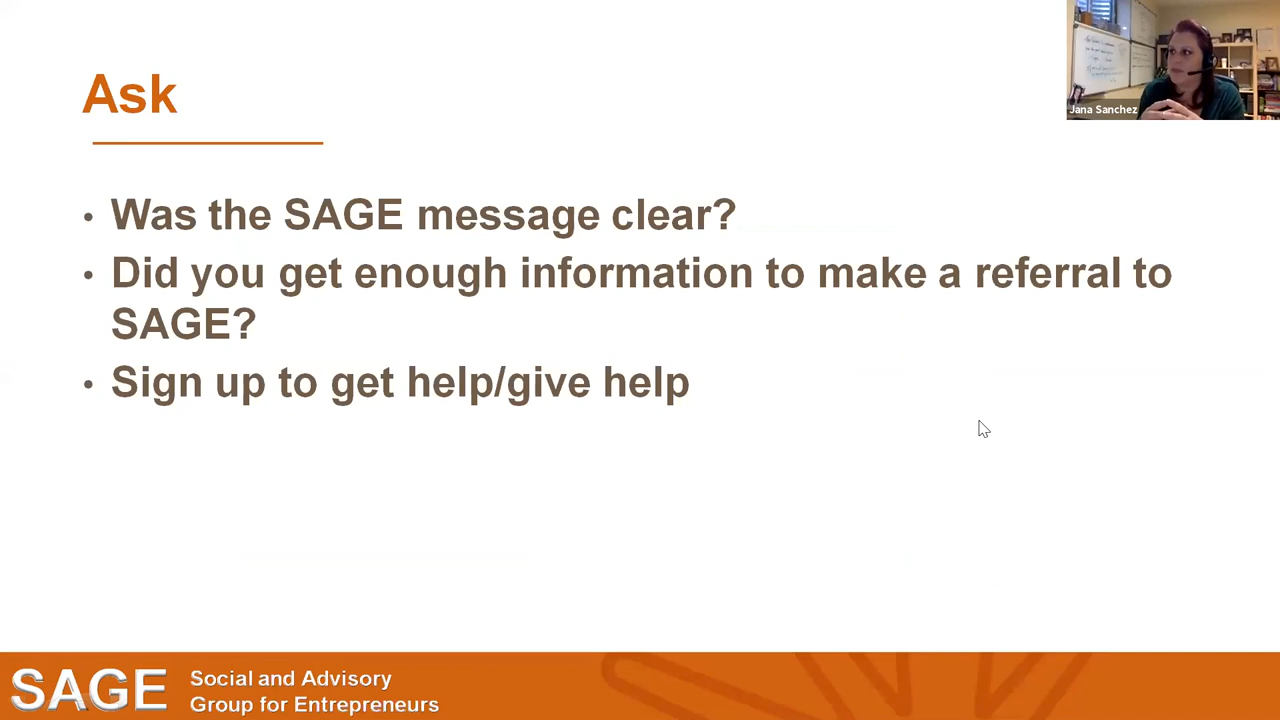 Ask
Jana Sanchez
• Was the SAGE message clear?
• Did you get enough information to make a referral to
SAGE?
• Sign up to get help/give help
SAGE
Social and Advisory
Group for Entrepreneurs